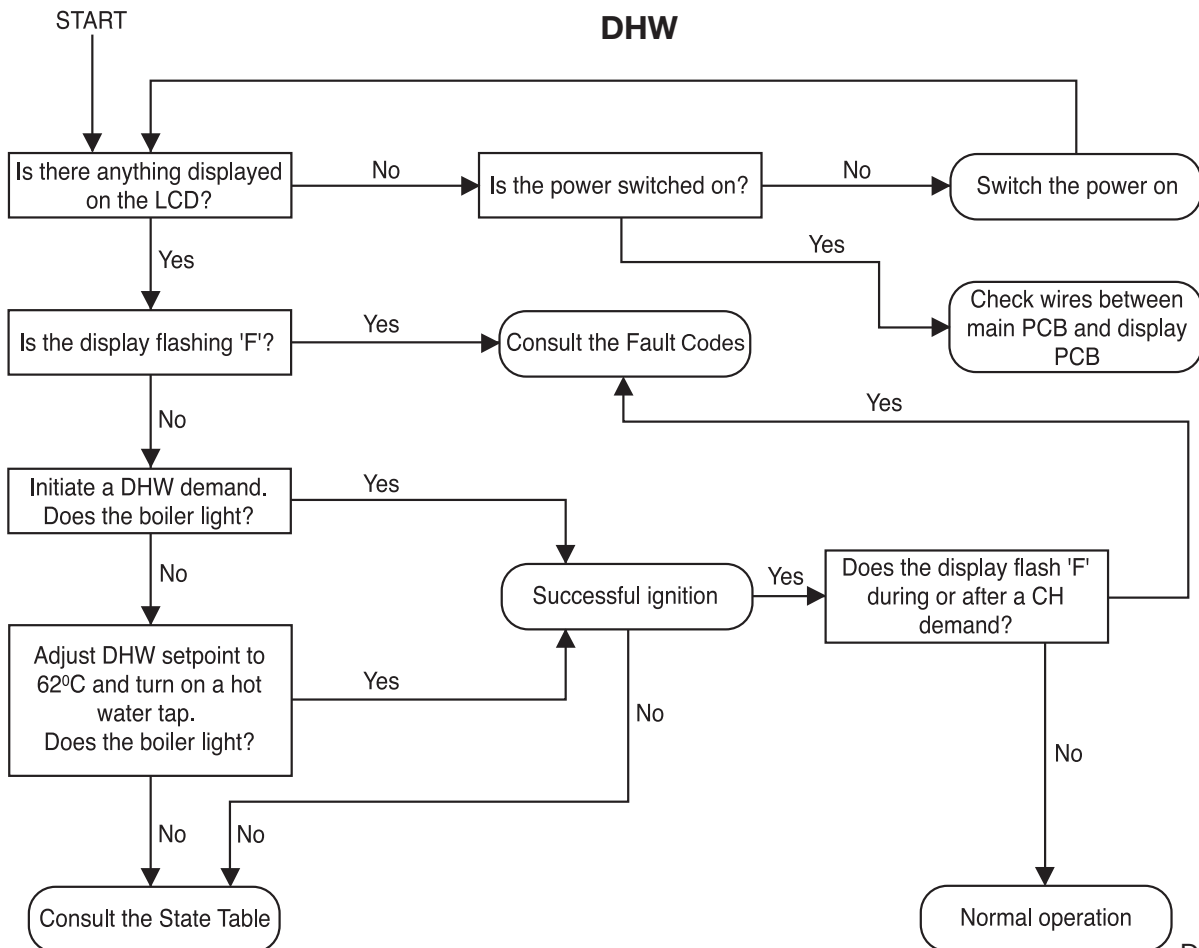 START
DHW
Is there anything displayed
on the LCD?
No
Is the power switched on?
No
Switch the power on
Yes
Yes
Check wires between
main PCB and display
PCB
Is the display flashing 'F'?
Yes
Consult the Fault Codes
No
Yes
Initiate a DHW demand.
Does the boiler light?
Yes
No
Successful ignition
Yes
Does the display flash 'F'
during or after a CH
demand?
Adjust DHW setpoint to
62⁰C and turn on a hot
water tap.
Does the boiler light?
Yes
No
No
No
No
Consult the State Table
Normal operation
D